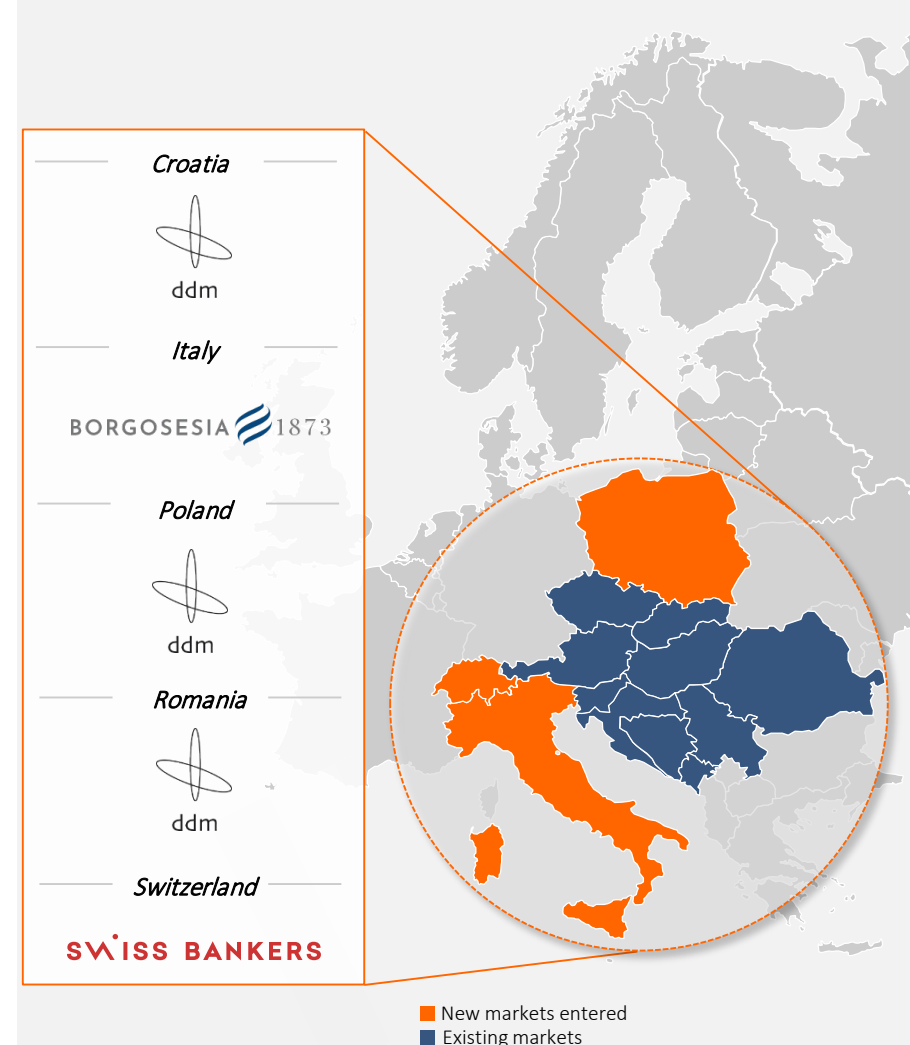 Croatia
ddm
Italy
BORGOSESIA 1873
Poland
ddm
Romania
ddm
Switzerland
SWISS BANKERS
New markets entered
Existing markets